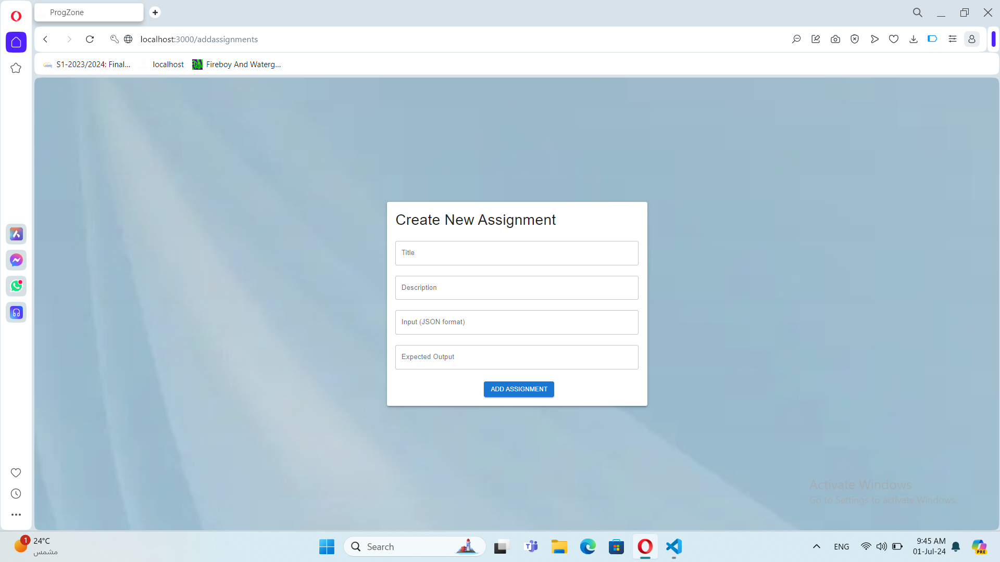 ProgZone
localhost:3000/addassignments
S1-2023/2024: Final...
localhost
Fireboy And Waterg...
Create New Assignment
Title
Description
Input (JSON format)
Expected Output
ADD ASSIGNMENT
Activate Windows
Go to Settings to activate Windows.
1
24°C
مشمس
Search
T
ENG
9:45 AM
01-Jul-24
PRE